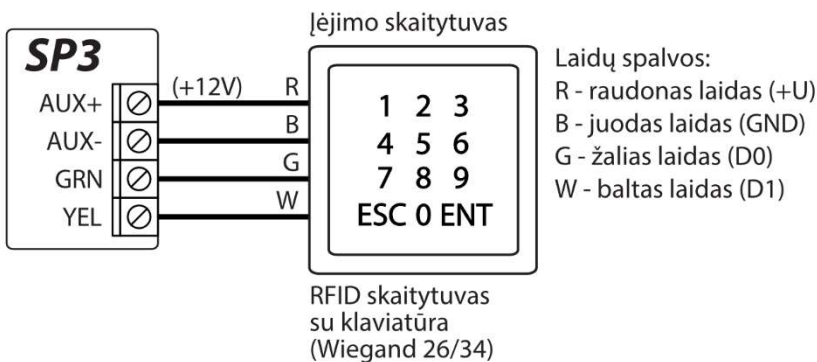 Įėjimo skaitytuvas
SP3
AUX+
AUX-
GRN
YEL
(+12V)
R
B
G
W
1 2 3
4 5 6
7 8 9
ESC 0 ENT
RFID skaitytuvas
su klaviatūra
(Wiegand 26/34)
Laidų spalvos:
R - raudonas laidas (+U)
B - juodas laidas (GND)
G - žalias laidas (D0)
W - baltas laidas (D1)